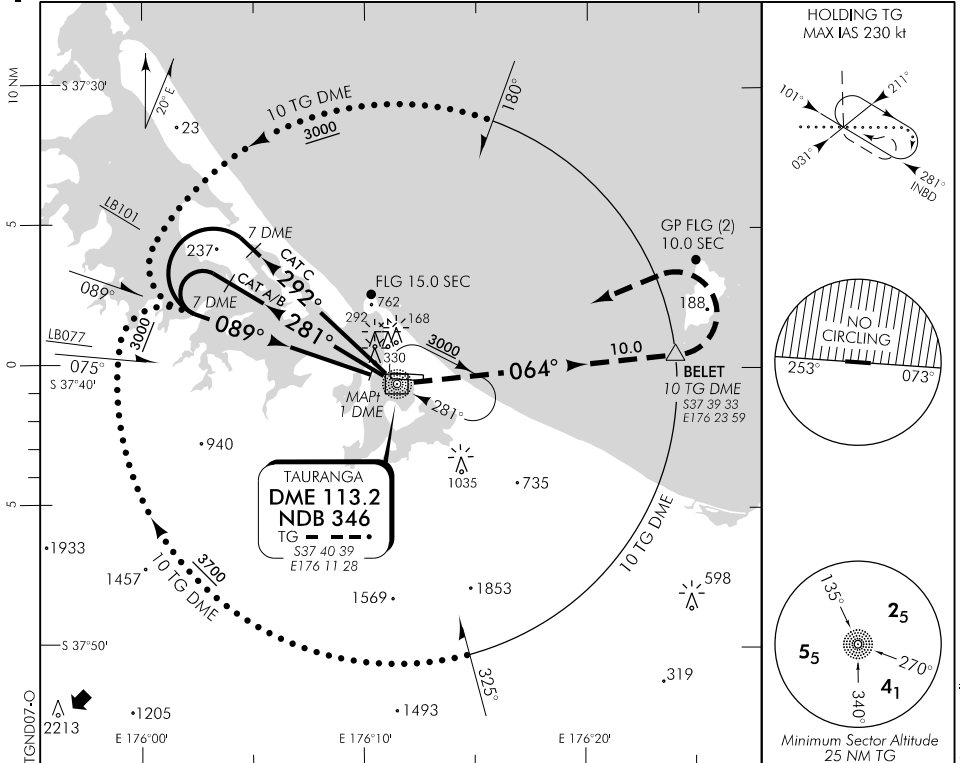 10 NM
S 37°30'
20° E
23
10 TG DME
3000
180°
5
LB101
7 DME
237
CAT C
292°
CAT A/B
281°
7 DME
089°
089°
3000
LB077
075°
0
S 37°40'
FLG 15.0 SEC
762
292
168
330
3000
MAPt
1 DME
281°
064°
10.0
GP FLG (2)
10.0 SEC
188
BELET
10 TG DME
S37 39 33
E176 23 59
940
TAURANGA
DME 113.2
NDB 346
TG
S37 40 39
E176 11 28
1035
735
5
1933
1457
3700
10 TG DME
1569
1853
10 TG DME
598
S 37°50'
325°
319
TGND07-O
2213
1205
1493
E 176°00'
E 176°10'
E 176°20'
HOLDING TG
MAX IAS 230 kt
101°
211°
031°
281°
INBD
NO
CIRCLING
253°
073°
135°
25
55
270°
41
340°
Minimum Sector Altitude
25 NM TG